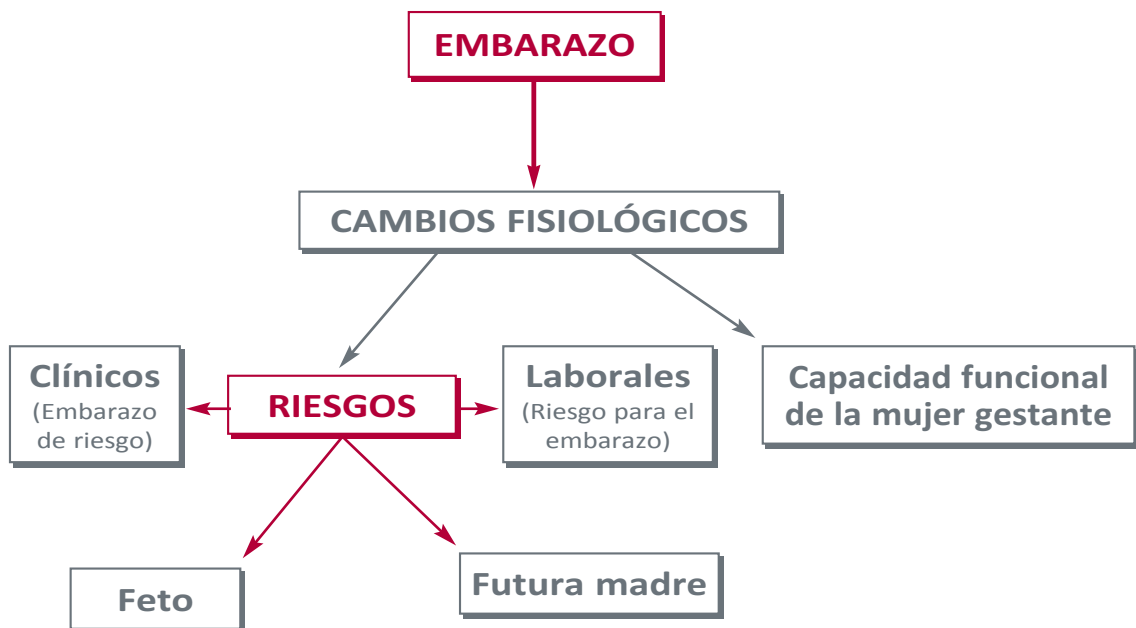 EMBARAZO
CAMBIOS FISIOLÓGICOS
Clínicos
(Embarazo
de riesgo)
RIESGOS
Laborales
(Riesgo para el
embarazo)
Capacidad funcional
de la mujer gestante
Feto
Futura madre